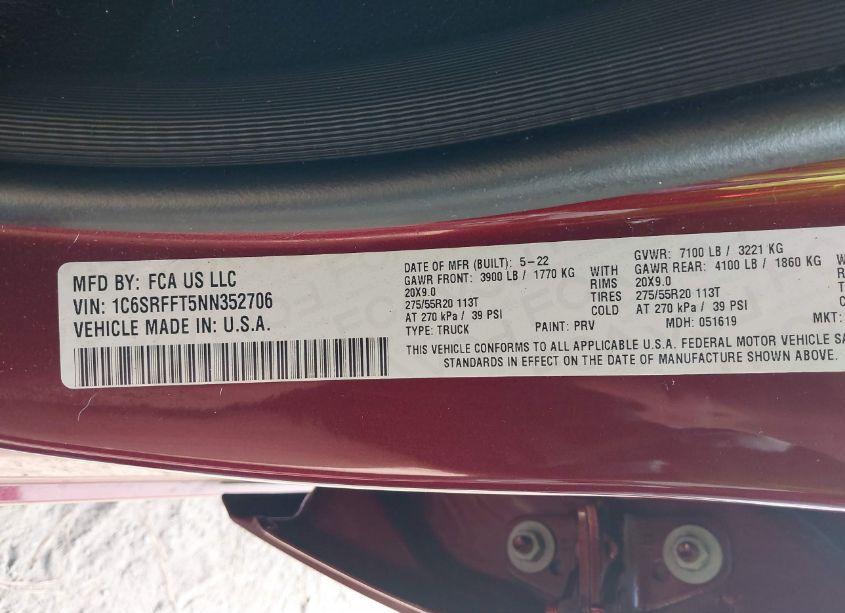 MFD BY: FCA US LLC
VIN: 1C6SRFFT5NN352706
VEHICLE MADE IN: U.S.A.
DATE OF MFR (BUILT): 5-22 GVWR: 7100 LB / 3221 KG
GAWR FRONT: 3900 LB / 1770 KG WITH GAWR REAR: 4100 LB / 1860 KG WITH
20X9.0 RIMS 20X9.0
275/55R20 113T TIRES 275/55R20 113T
AT 270 kPa / 39 PSI COLD AT 270 kPa / 39 PSI
TYPE: TRUCK PAINT: PRV MDH: 051619 MKT:
THIS VEHICLE CONFORMS TO ALL APPLICABLE U.S.A. FEDERAL MOTOR VEHICLE
STANDARDS IN EFFECT ON THE DATE OF MANUFACTURE SHOWN ABOVE.